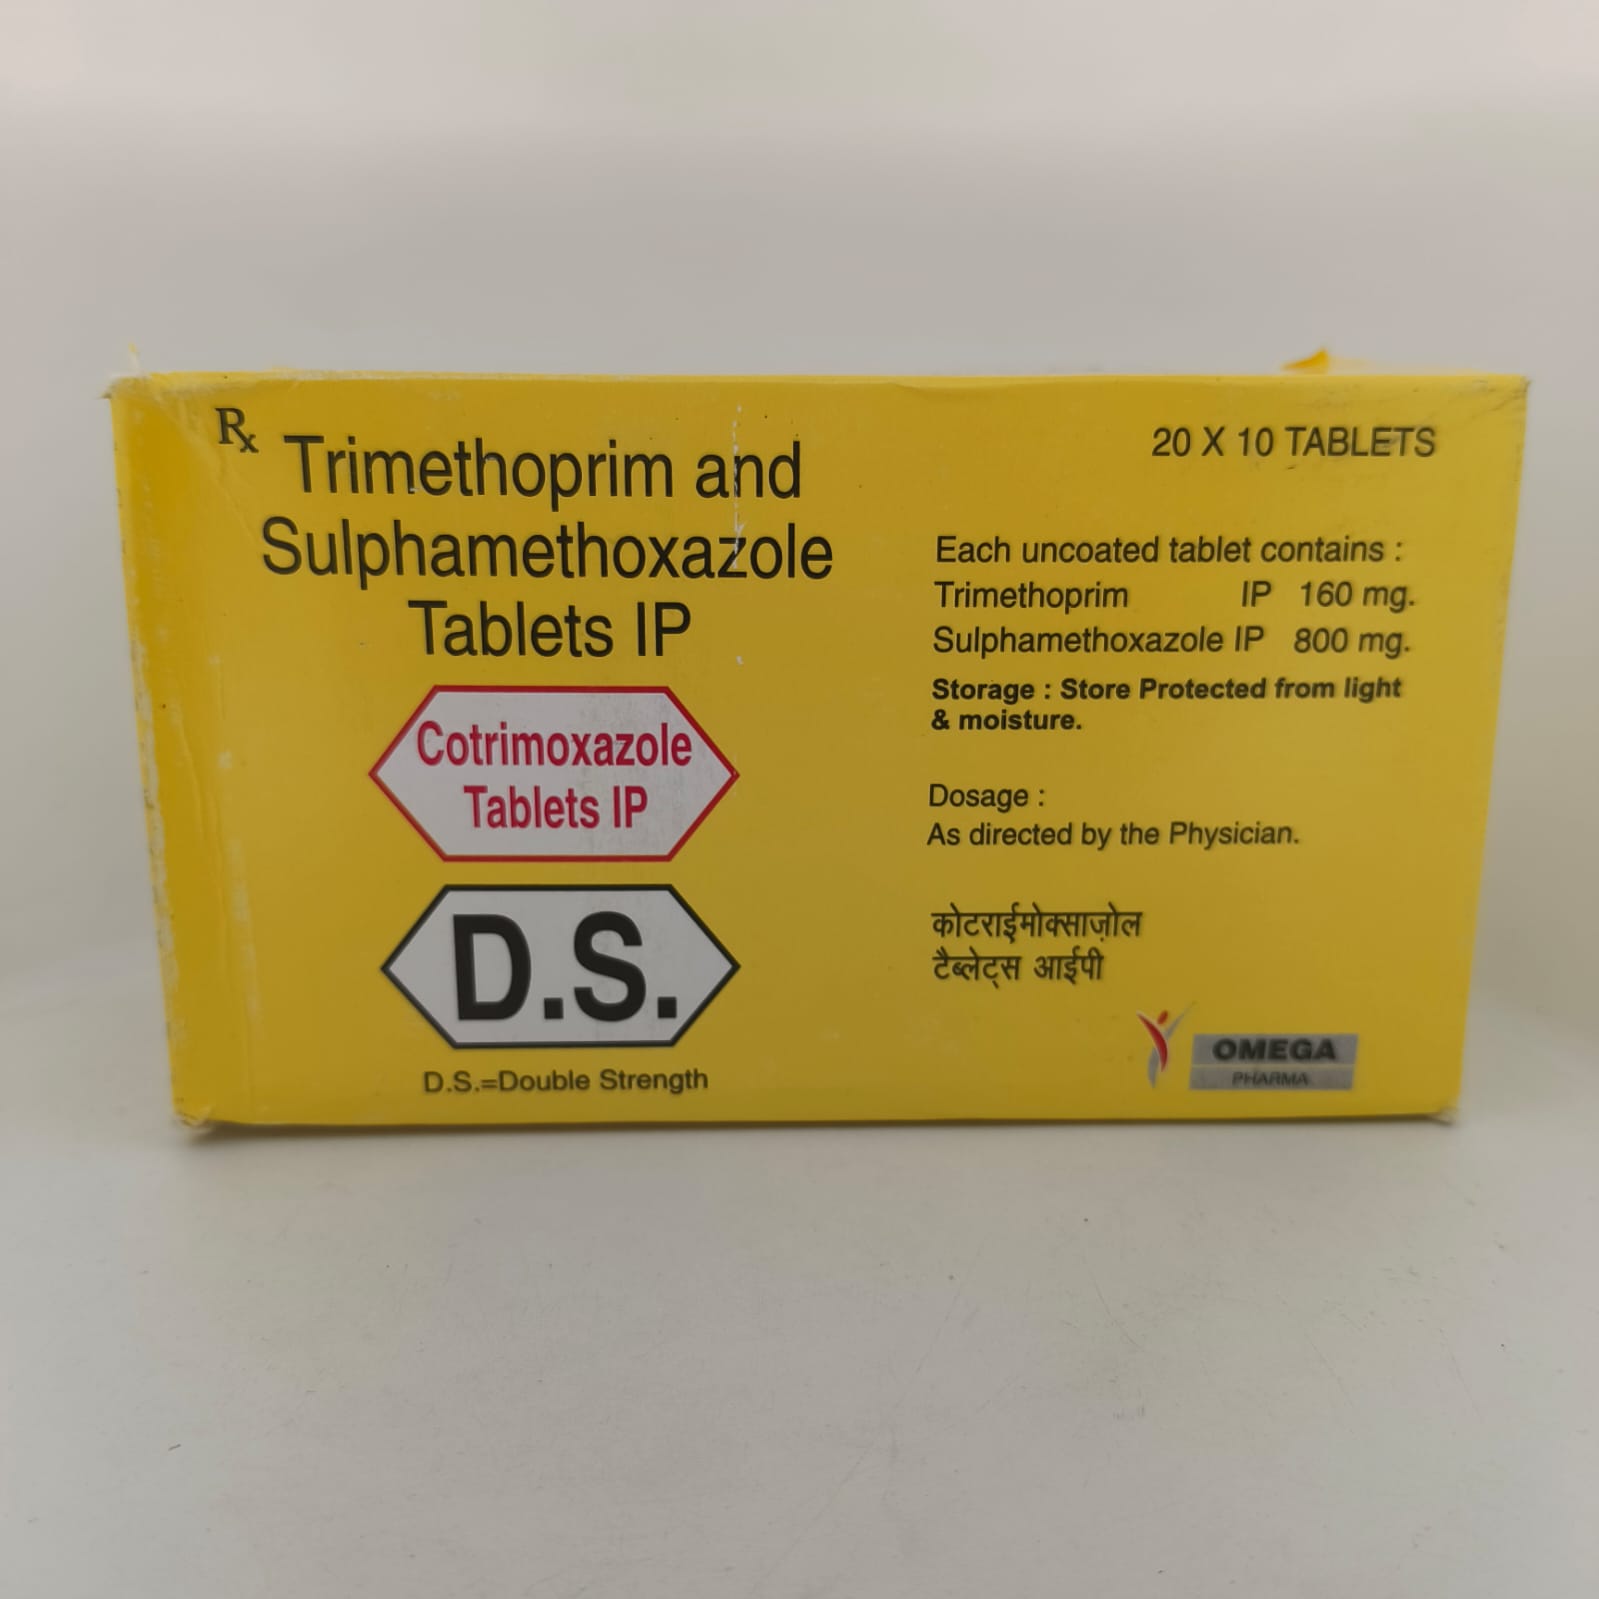 Rx
Trimethoprim and
Sulphamethoxazole
Tablets IP
Cotrimoxazole
Tablets IP
D.S.
D.S.=Double Strength
20 X 10 TABLETS
Each uncoated tablet contains :
Trimethoprim IP 160 mg.
Sulphamethoxazole IP 800 mg.
Storage : Store Protected from light
& moisture.
Dosage :
As directed by the Physician.
कोटराईमोक्साज़ोल
टैब्लेट्स आईपी
OMEGA
PHARMA